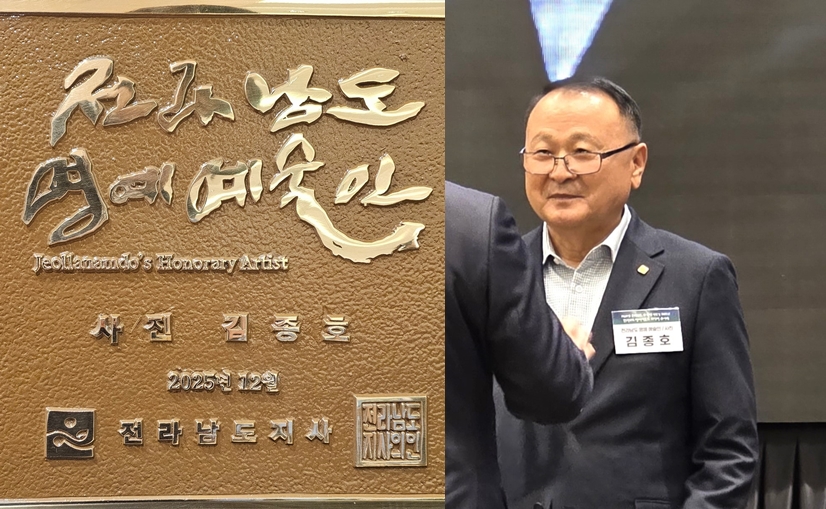 전라남도
명예예술인
Jeollanamdo's Honorary Artist
사진 김종호
2025년 12월
전라남도지사
전라남도
지사의인
김종호